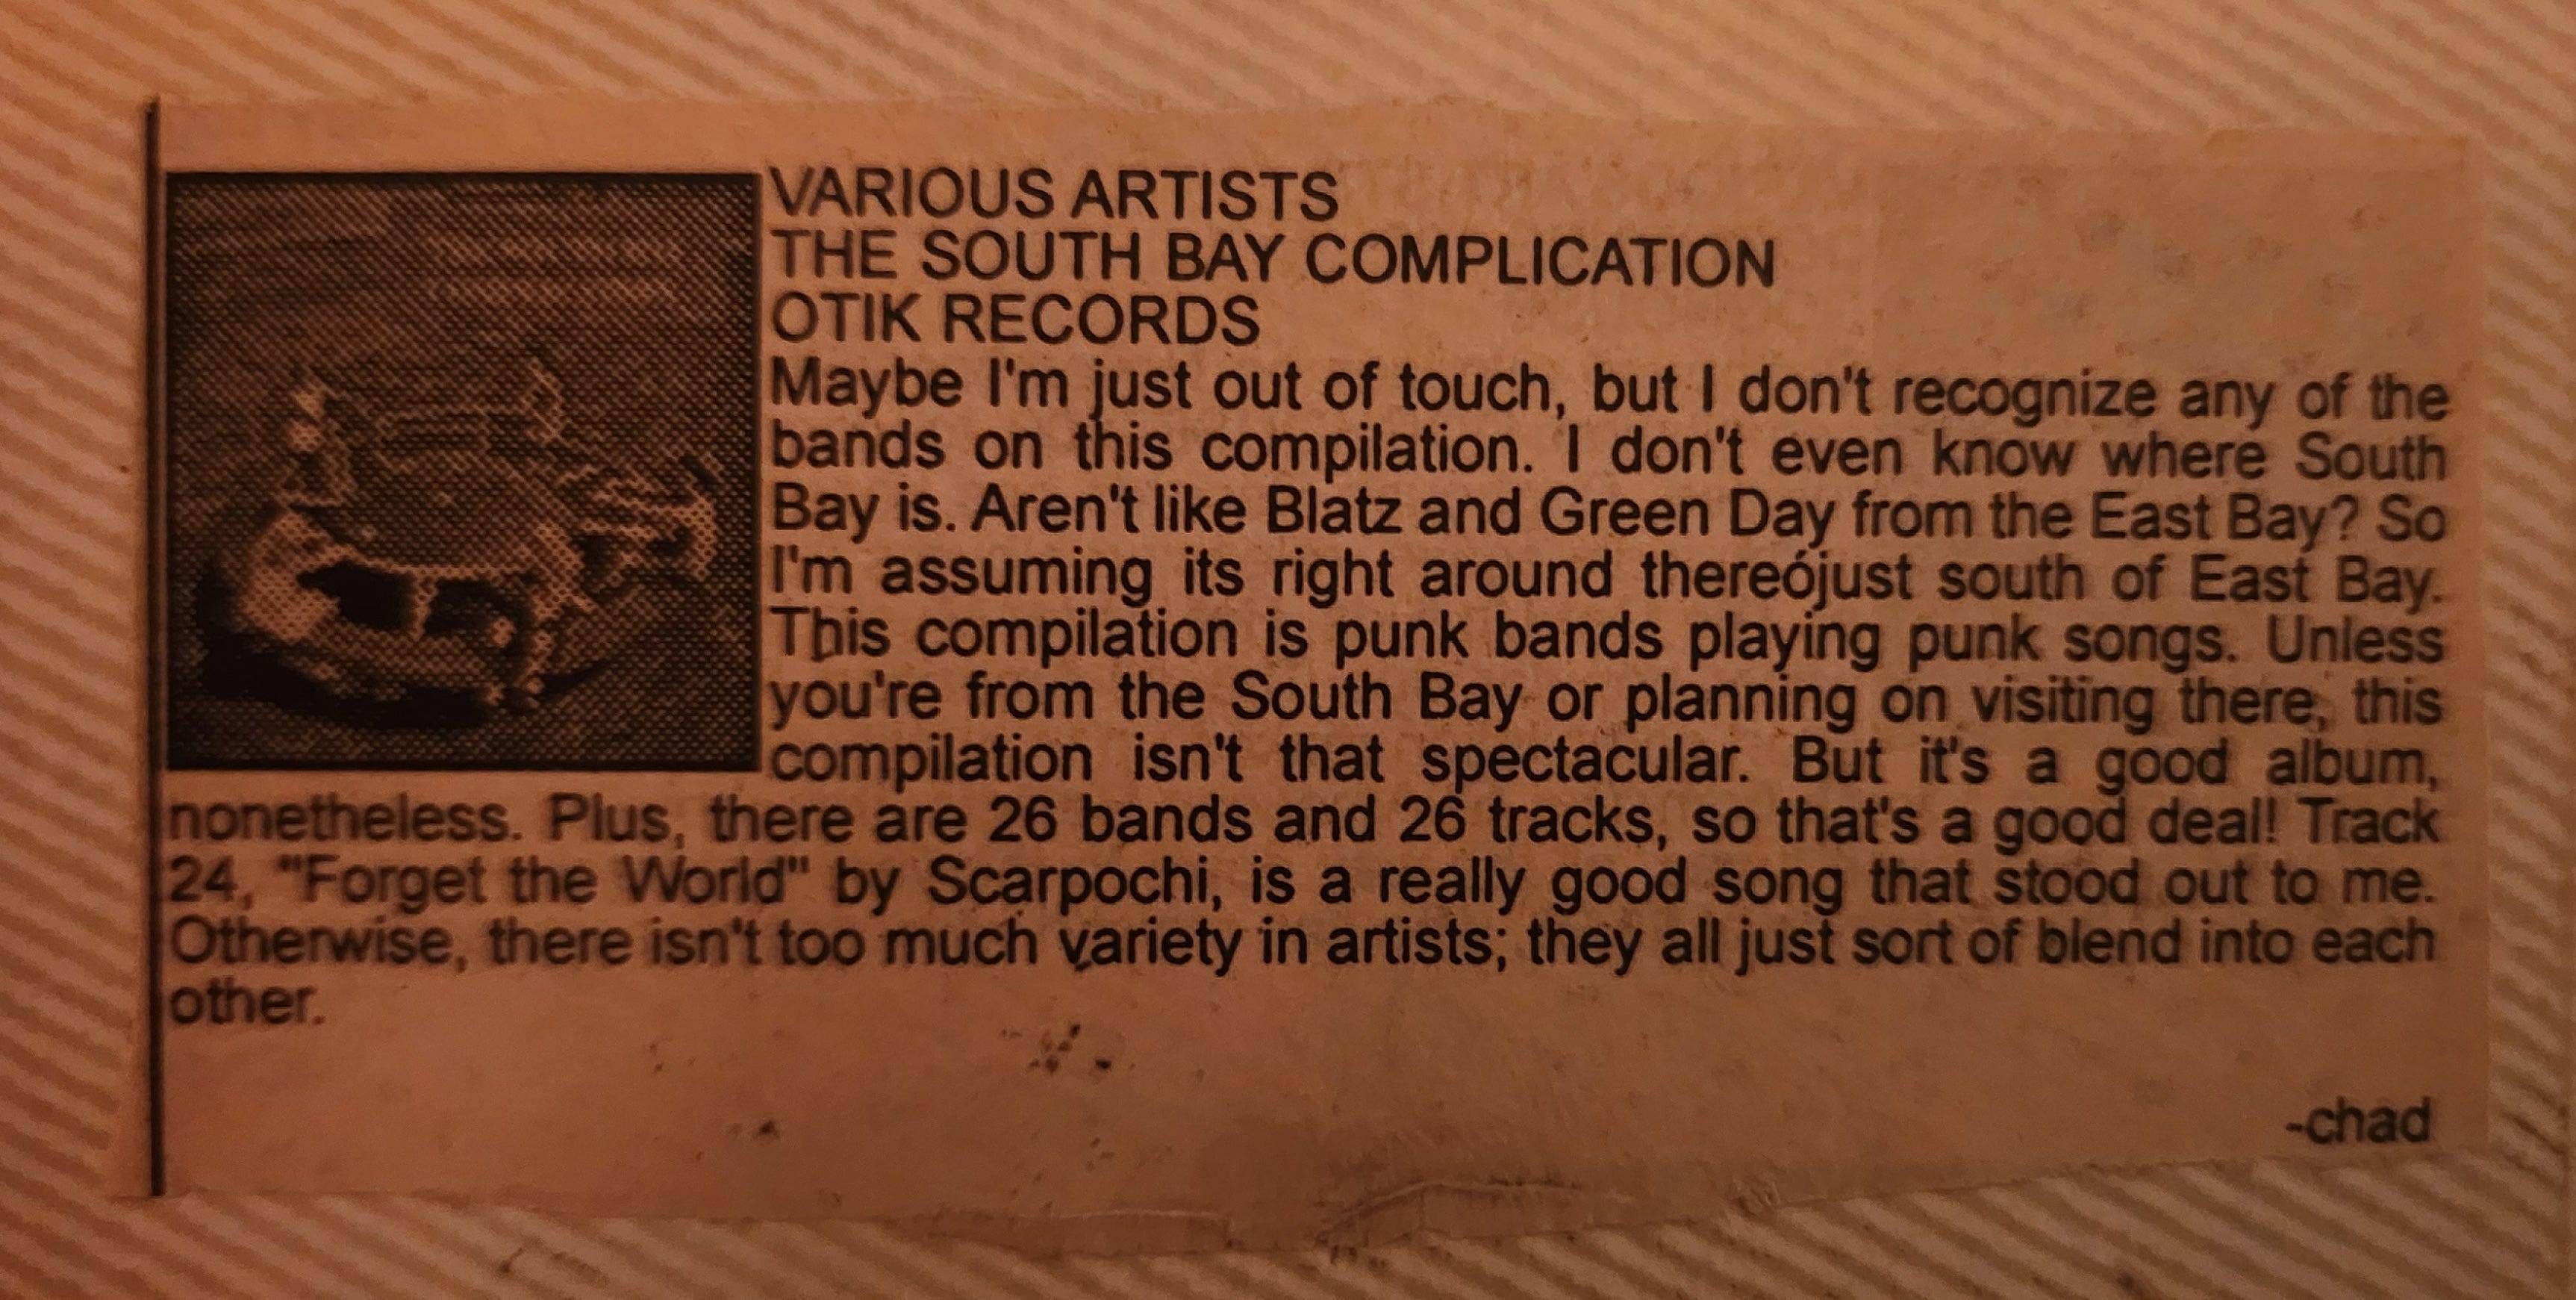 VARIOUS ARTISTS
THE SOUTH BAY COMPLICATION
OTIK RECORDS
Maybe I'm just out of touch, but I don't recognize any of the
bands on this compilation. I don't even know where South
Bay is. Aren't like Blatz and Green Day from the East Bay? So
I'm assuming its right around thereójust south of East Bay.
This compilation is punk bands playing punk songs. Unless
you're from the South Bay or planning on visiting there, this
compilation isn't that spectacular. But it's a good album,
nonetheless. Plus, there are 26 bands and 26 tracks, so that's a good deal! Track
24, "Forget the World" by Scarpochi, is a really good song that stood out to me.
Otherwise, there isn't too much variety in artists; they all just sort of blend into each
other.
-chad